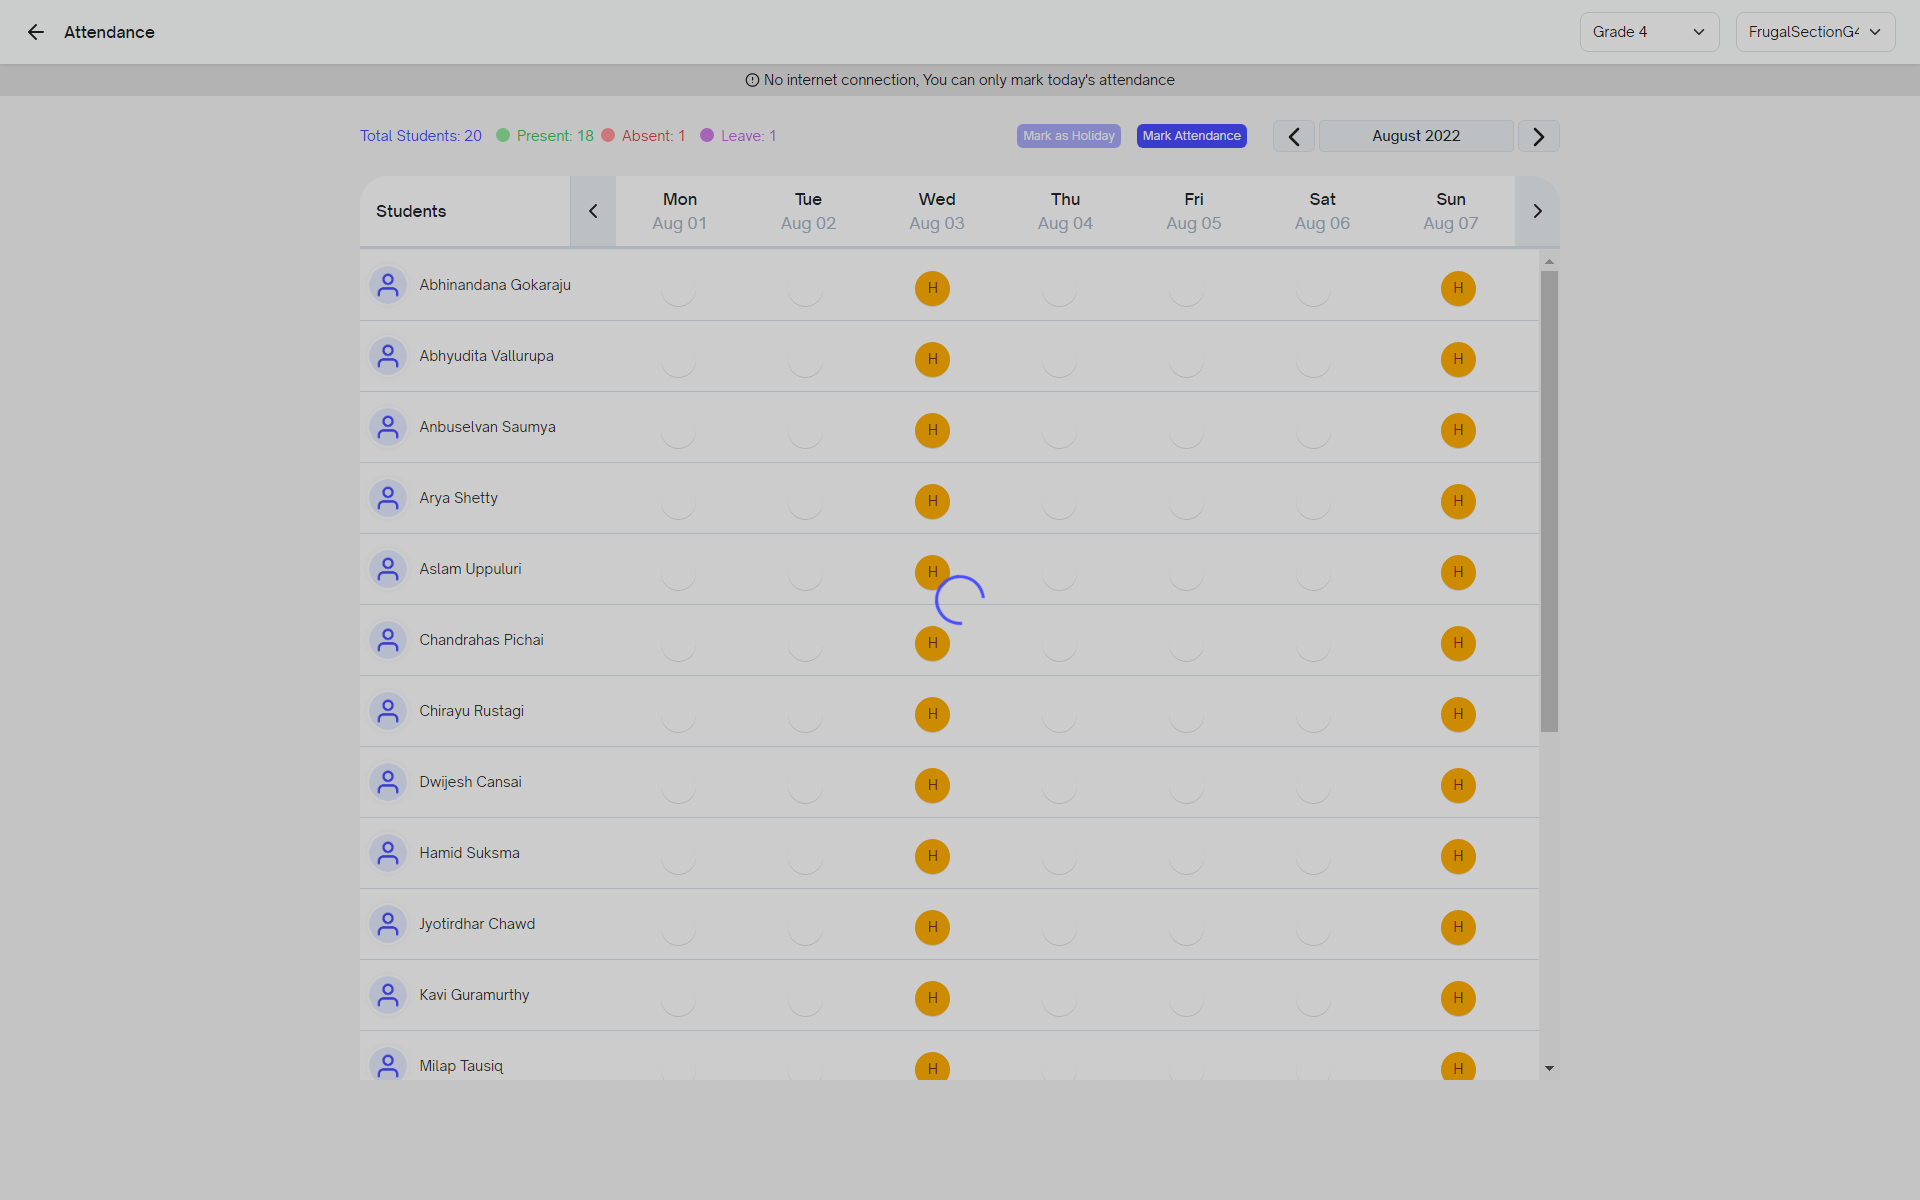 Attendance
Grade 4
FrugalSectionG4
No internet connection, You can only mark today's attendance
Total Students: 20 Present: 18 Absent: 1 Leave: 1
Mark as Holiday
Mark Attendance
August 2022
Students
Mon Tue Wed Thu Fri Sat Sun
Aug 01 Aug 02 Aug 03 Aug 04 Aug 05 Aug 06 Aug 07
Abhinandana Gokaraju H H
Abhyudita Vallurupa H H
Anbuselvan Saumya H H
Arya Shetty H H
Aslam Uppuluri H H
Chandrahas Pichai H H
Chirayu Rustagi H H
Dwijesh Cansai H H
Hamid Suksma H H
Jyotirdhar Chawd H H
Kavi Guramurthy H H
Milap Tausiq H H